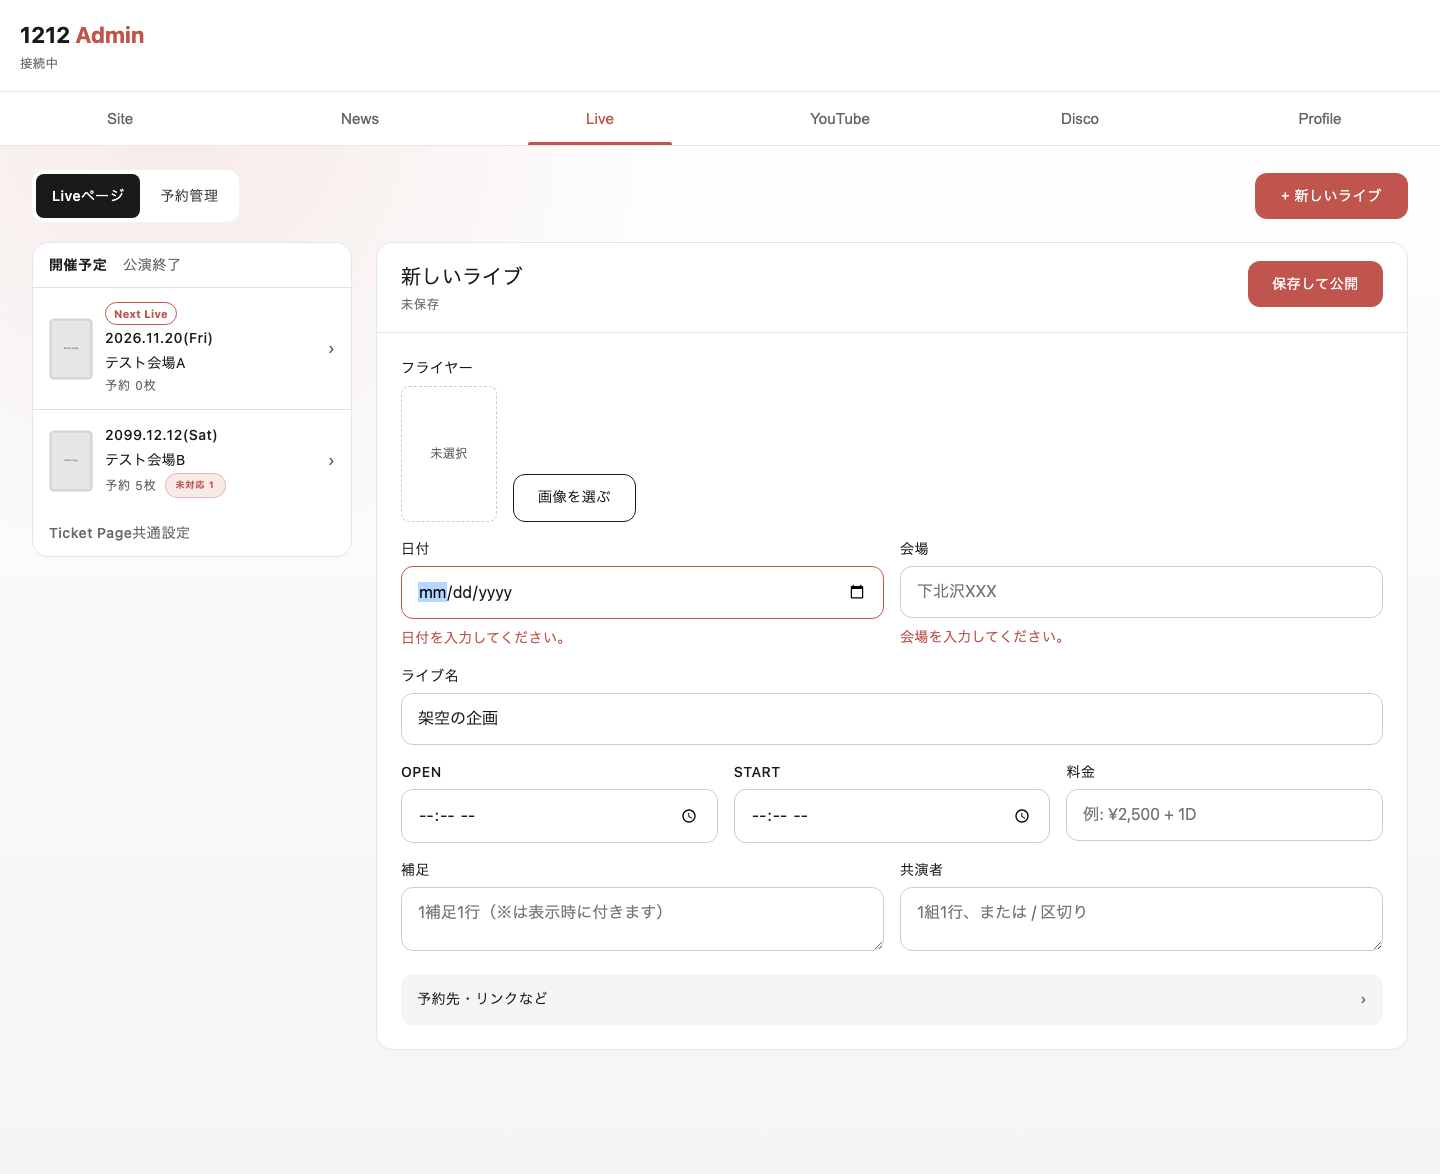 1212 Admin
接続中
Site
News
Live
YouTube
Disco
Profile
Liveページ
予約管理
+ 新しいライブ
開催予定
公演終了
Next Live
2026.11.20(Fri)
テスト会場A
予約 0枚
›
2099.12.12(Sat)
テスト会場B
予約 5枚 未対応 1
›
Ticket Page共通設定
新しいライブ
未保存
保存して公開
フライヤー
未選択
画像を選ぶ
日付
mm/dd/yyyy
日付を入力してください。
会場
下北沢XXX
会場を入力してください。
ライブ名
架空の企画
OPEN
--:-- --
START
--:-- --
料金
例: ¥2,500 + 1D
補足
1補足1行（※は表示時に付きます）
共演者
1組1行、または / 区切り
予約先・リンクなど
›